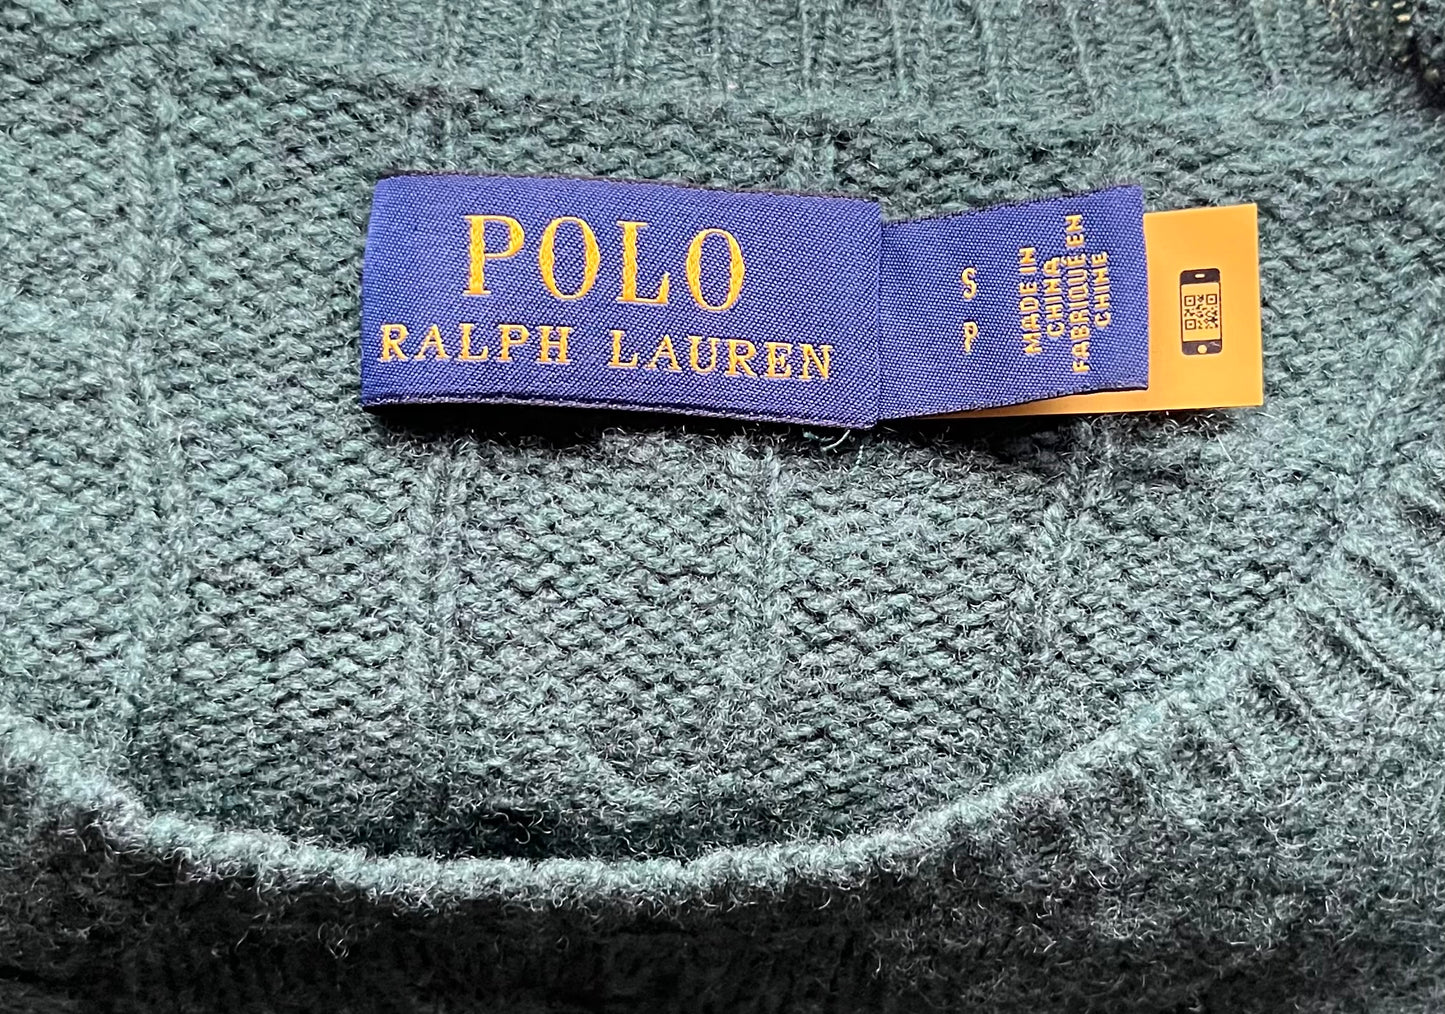 POLO
RALPH LAUREN
S
P
MADE IN
CHINA
FABRIQUÉ EN
CHINE